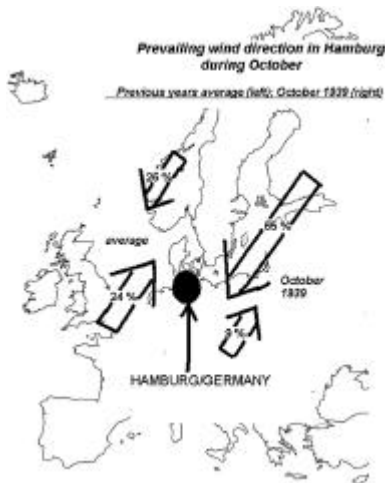 Prevailing wind direction in Hamburg
during October
Previous years average (left); October 1939 (right)
26 %
65 %
average
24 %
October
1939
9 %
HAMBURG/GERMANY